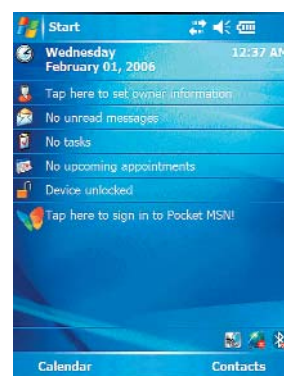 Start
Wednesday 12:37 AM
February 01, 2006
Tap here to set owner information
No unread messages
No tasks
No upcoming appointments
Device unlocked
Tap here to sign in to Pocket MSN!
Calendar Contacts